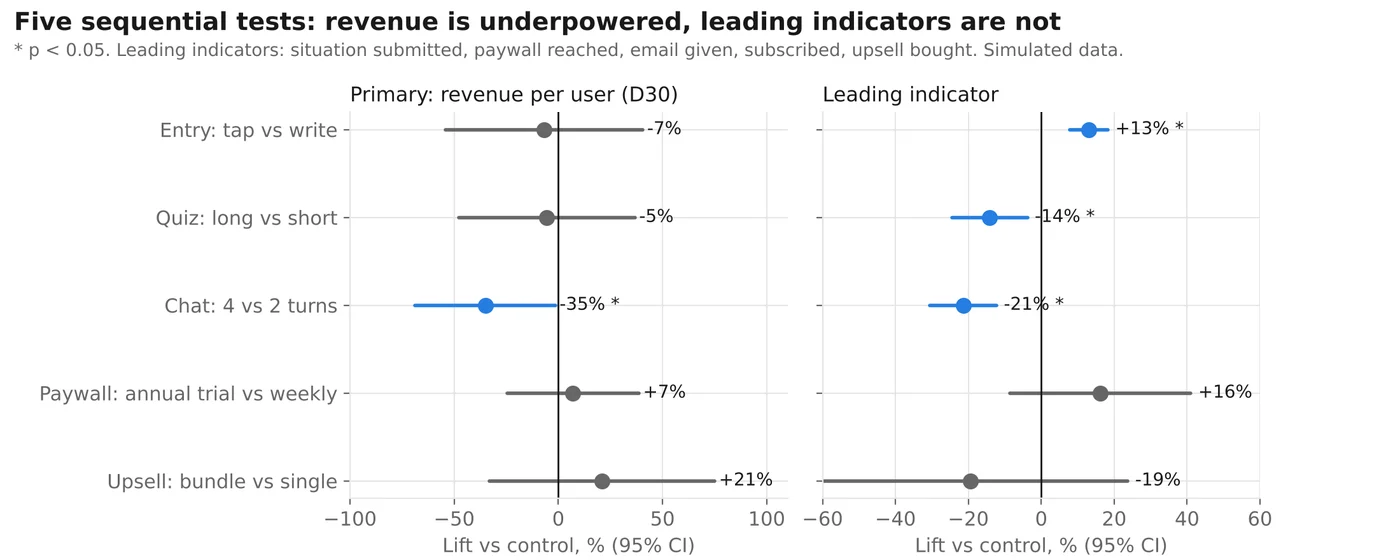 Five sequential tests: revenue is underpowered, leading indicators are not
* p < 0.05. Leading indicators: situation submitted, paywall reached, email given, subscribed, upsell bought. Simulated data.
Primary: revenue per user (D30)
Leading indicator
Entry: tap vs write
-7%
+13% *
Quiz: long vs short
-5%
-14% *
Chat: 4 vs 2 turns
-35% *
-21% *
Paywall: annual trial vs weekly
+7%
+16%
Upsell: bundle vs single
+21%
-19%
−100 −50 0 50 100
−60 −40 −20 0 20 40 60
Lift vs control, % (95% CI)
Lift vs control, % (95% CI)